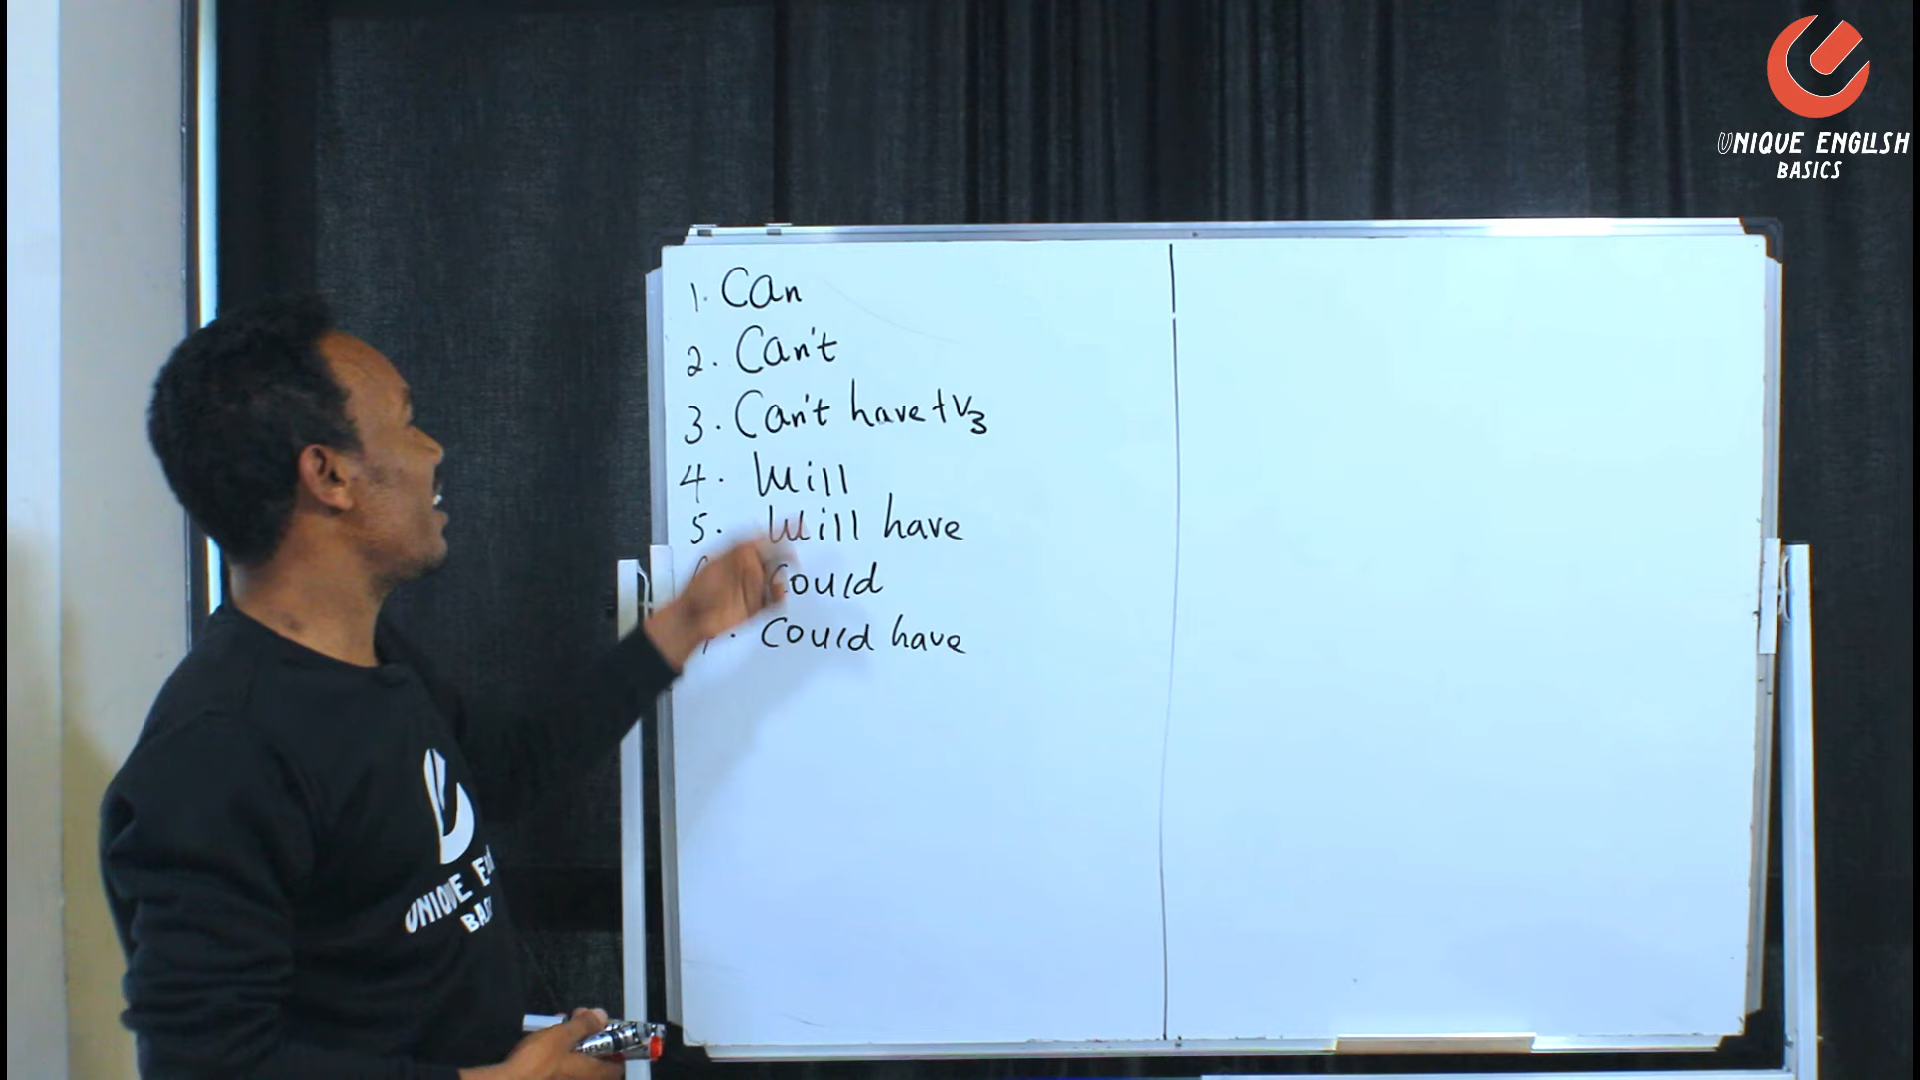 UNIQUE ENGLISH
BASICS
1. Can
2. Can't
3. Can't have + V3
4. Will
5. Will have
Could
Could have
UNIQUE